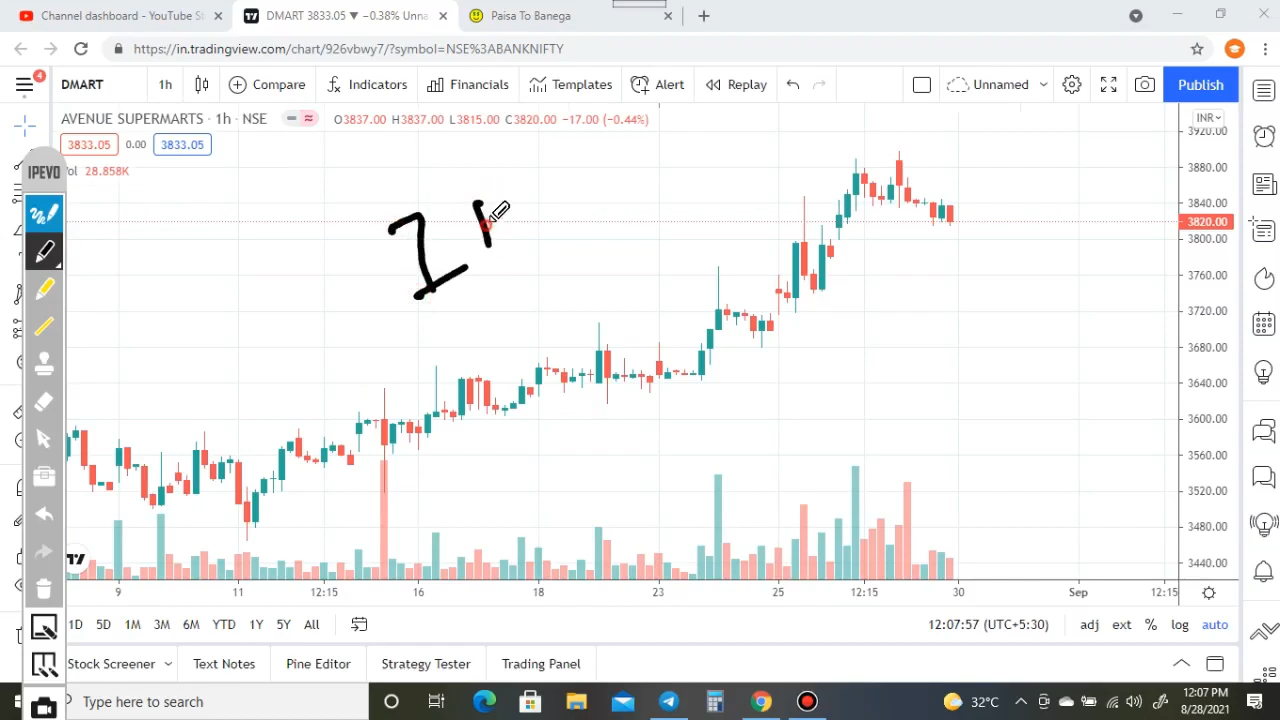 Channel dashboard - YouTube St
DMART 3833.05 ▼ −0.38% Unna
Paisa To Banega
https://in.tradingview.com/chart/926vbwy7/?symbol=NSE%3ABANKNIFTY
4
DMART 1h Compare Indicators Financials Templates Alert Replay Unnamed Publish
AVENUE SUPERMARTS · 1h · NSE O3837.00 H3837.00 L3815.00 C3820.00 −17.00 (−0.44%) INR
3833.05 0.00 3833.05
IPEVO
Vol 28.858K
3920.00
3880.00
3840.00
3820.00
3800.00
3760.00
3720.00
3680.00
3640.00
3600.00
3560.00
3520.00
3480.00
3440.00
9 11 12:15 16 18 23 25 12:15 30 Sep 12:15
1D 5D 1M 3M 6M YTD 1Y 5Y All 12:07:57 (UTC+5:30) adj ext % log auto
Stock Screener Text Notes Pine Editor Strategy Tester Trading Panel
Type here to search 32°C 12:07 PM
8/28/2021